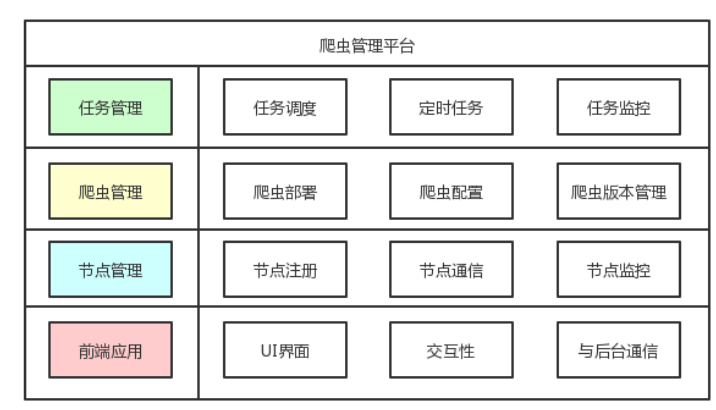 爬虫管理平台
任务管理 任务调度 定时任务 任务监控
爬虫管理 爬虫部署 爬虫配置 爬虫版本管理
节点管理 节点注册 节点通信 节点监控
前端应用 UI界面 交互性 与后台通信